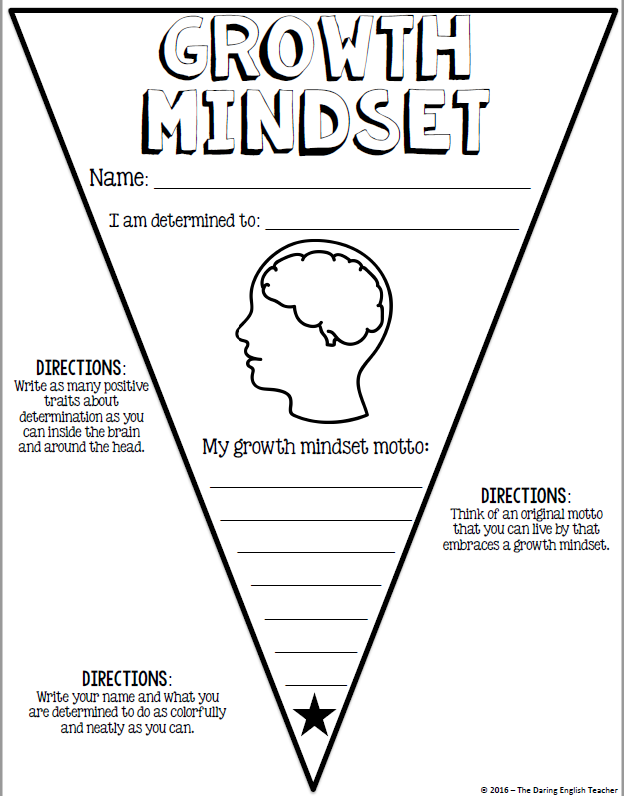 GROWTH
MINDSET
Name:
I am determined to:
DIRECTIONS:
Write as many positive
traits about
determination as you
can inside the brain
and around the head.
My growth mindset motto:
DIRECTIONS:
Think of an original motto
that you can live by that
embraces a growth mindset.
DIRECTIONS:
Write your name and what you
are determined to do as colorfully
and neatly as you can.
© 2016 – The Daring English Teacher